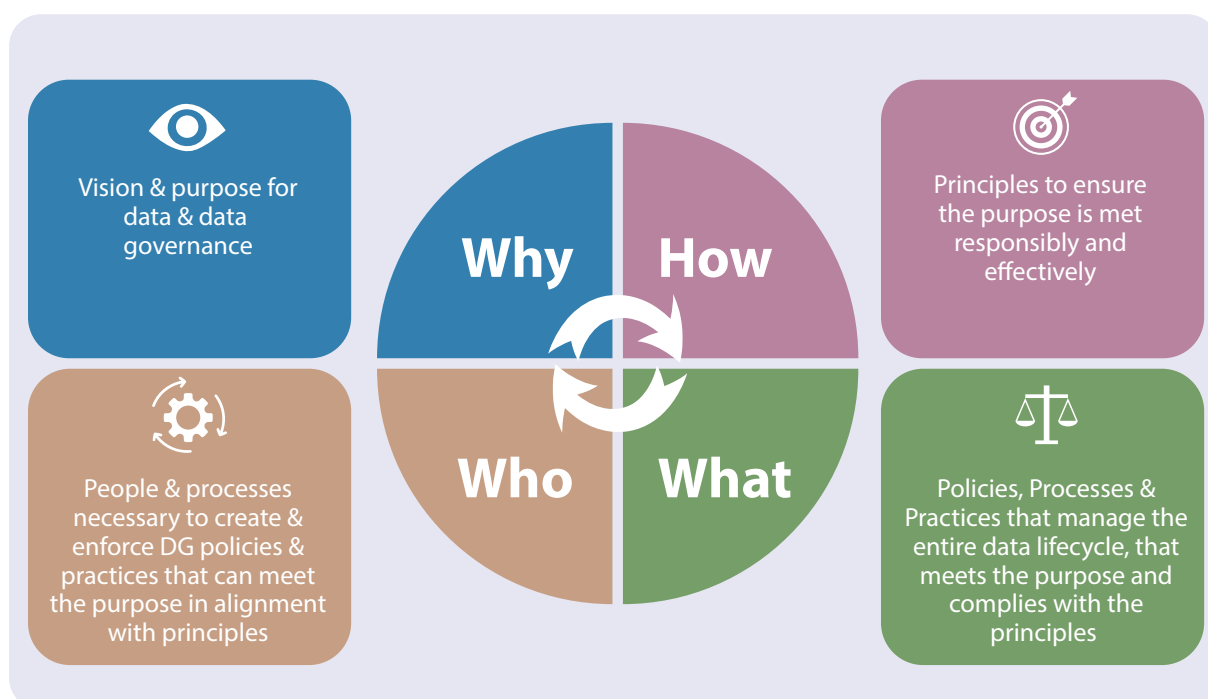 Vision & purpose for
data & data
governance
Why
How
Principles to ensure
the purpose is met
responsibly and
effectively
People & processes
necessary to create &
enforce DG policies &
practices that can meet
the purpose in alignment
with principles
Who
What
Policies, Processes &
Practices that manage the
entire data lifecycle, that
meets the purpose and
complies with the
principles